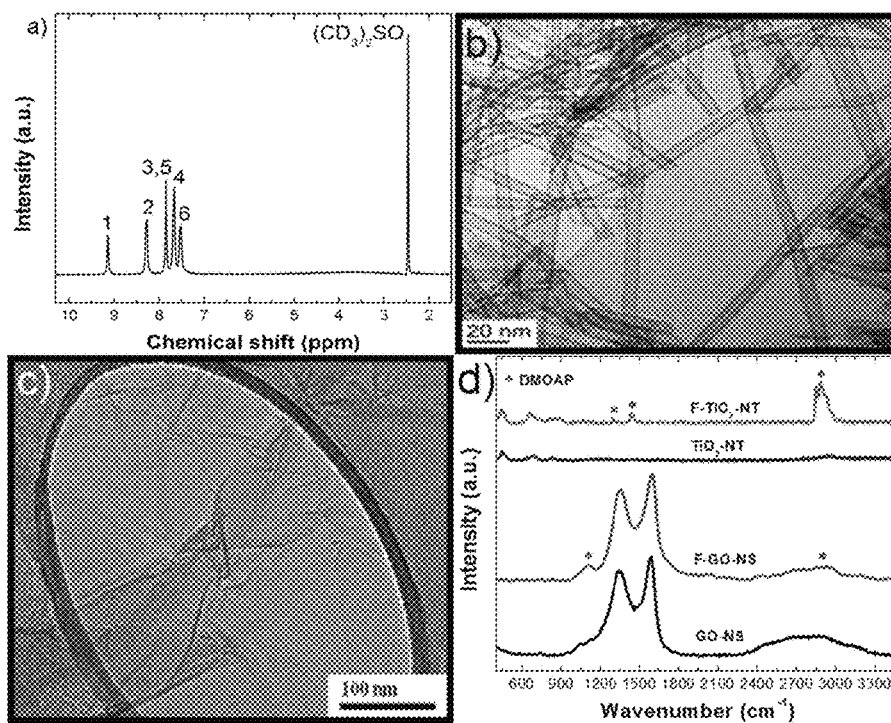 a)
(CD3)2SO
Intensity (a.u.)
3,5
4
2
6
1
10 9 8 7 6 5 4 3 2
Chemical shift (ppm)
b)
20 nm
c)
100 nm
d)
* DMOAP
*
F-TiO2-NT
* *
TiO2-NT
Intensity (a.u.)
F-GO-NS
* *
GO-NS
600 1200 1500 1800 2100 2400 2700 3000 3300
Wavenumber (cm-1)